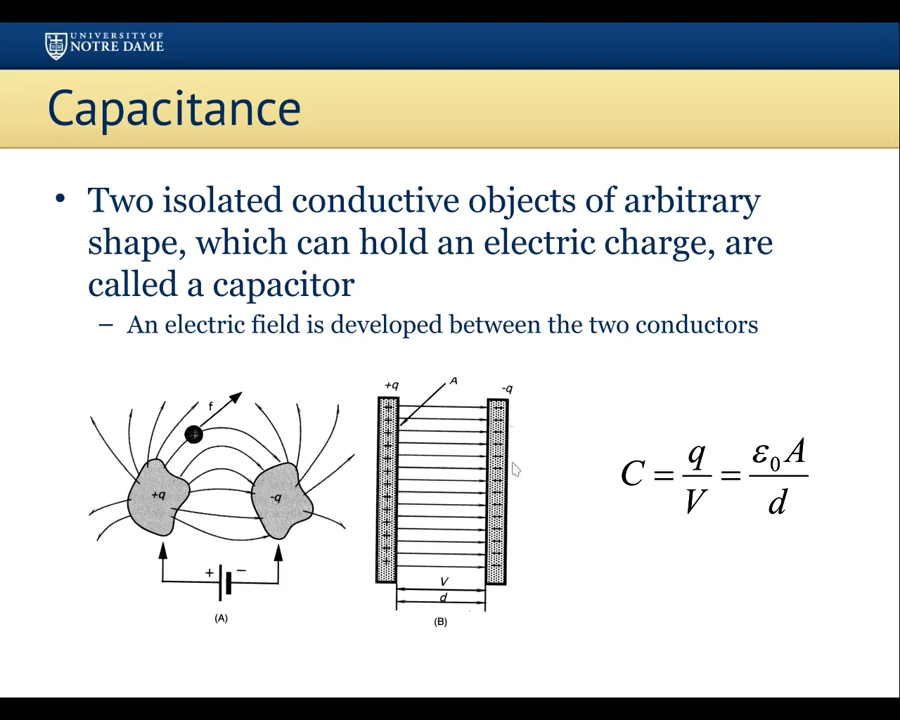 UNIVERSITY OF
NOTRE DAME
Capacitance
• Two isolated conductive objects of arbitrary
shape, which can hold an electric charge, are
called a capacitor
– An electric field is developed between the two conductors
f
+q
-q
+ −
(A)
+q A -q
V
d
(B)
C = q/V = ε₀A/d